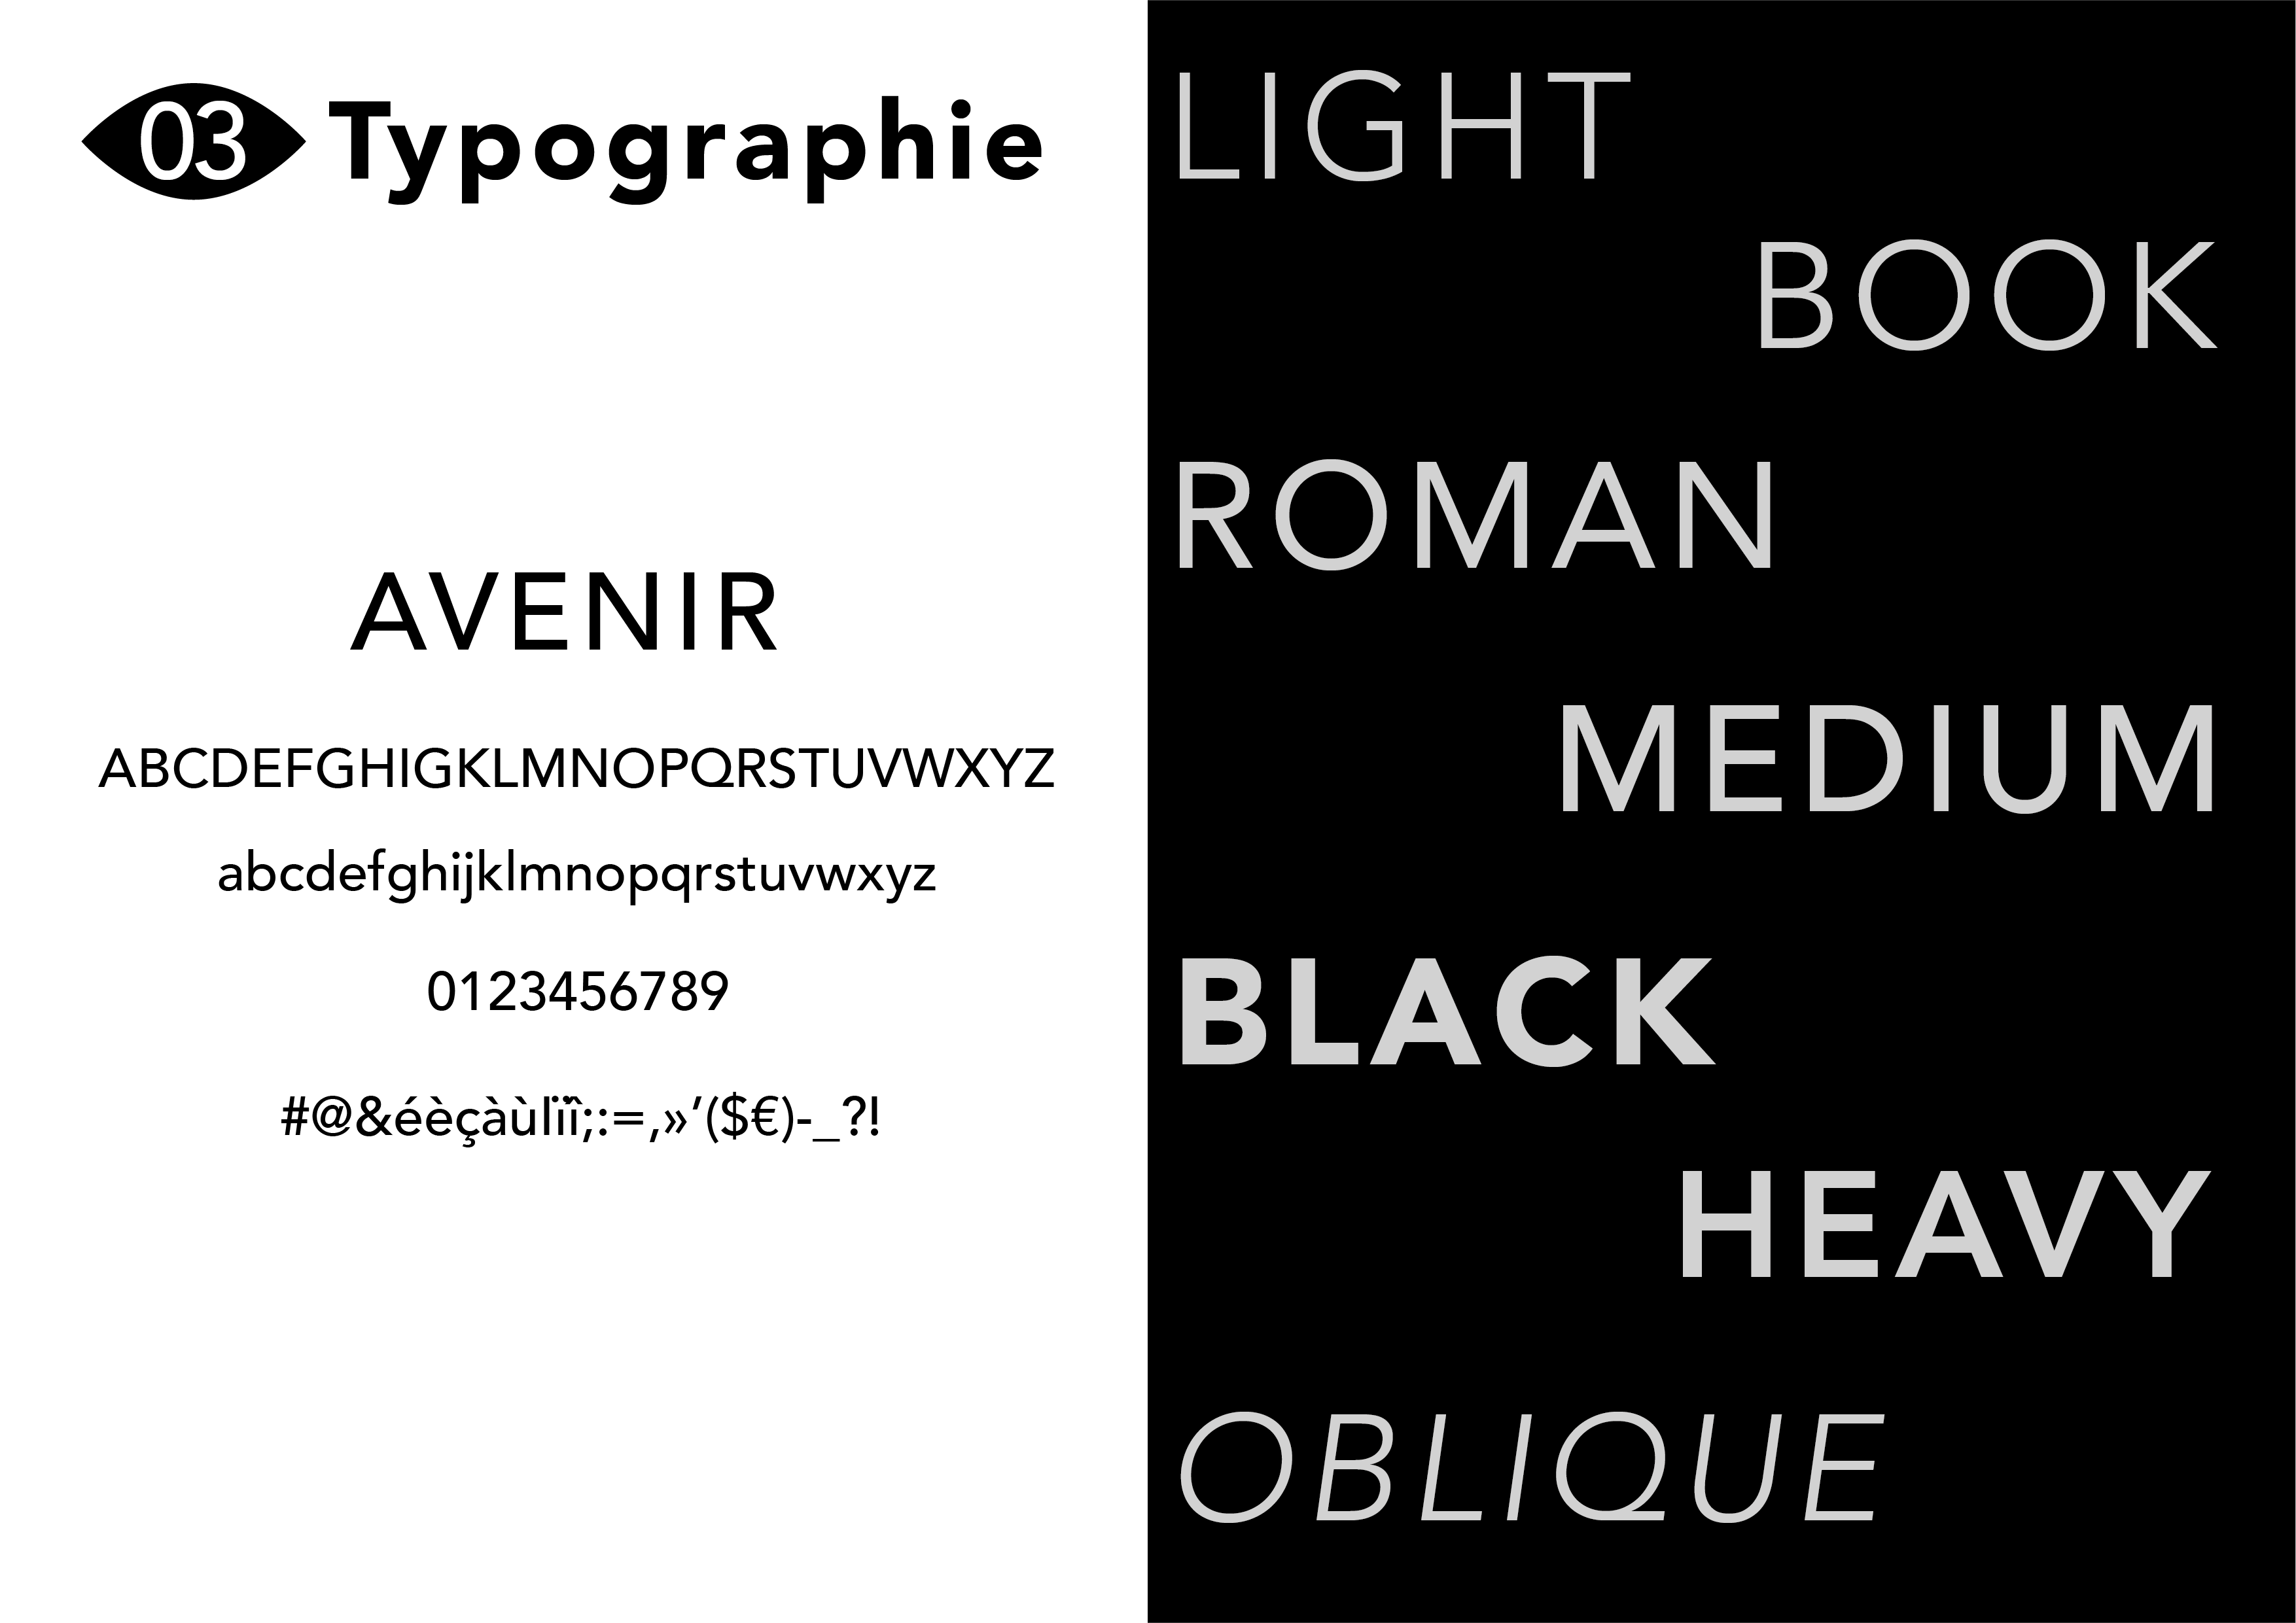 03 Typographie
AVENIR
ABCDEFGHIGKLMNOPQRSTUVWXYZ
abcdefghijklmnopqrstuvwxyz
0123456789
#@&éèçàùlïî;:=,»’($€)-_?!
LIGHT
BOOK
ROMAN
MEDIUM
BLACK
HEAVY
OBLIQUE